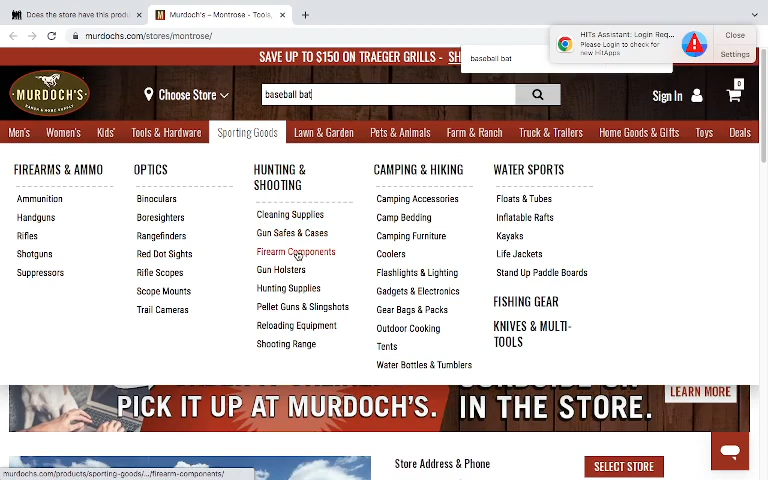 Does the store have this produ
Murdoch's – Montrose - Tools,
murdochs.com/stores/montrose/
HITs Assistant: Login Req...
Please Login to check for
new HitApps
Close
Settings
SAVE UP TO $150 ON TRAEGER GRILLS - SH
baseball bat
MURDOCH'S
RANCH & HOME SUPPLY
Choose Store
baseball bat
Sign In
0
Men's Women's Kids' Tools & Hardware Sporting Goods Lawn & Garden Pets & Animals Farm & Ranch Truck & Trailers Home Goods & Gifts Toys Deals
FIREARMS & AMMO
Ammunition
Handguns
Rifles
Shotguns
Suppressors
OPTICS
Binoculars
Boresighters
Rangefinders
Red Dot Sights
Rifle Scopes
Scope Mounts
Trail Cameras
HUNTING &
SHOOTING
Cleaning Supplies
Gun Safes & Cases
Firearm Components
Gun Holsters
Hunting Supplies
Pellet Guns & Slingshots
Reloading Equipment
Shooting Range
CAMPING & HIKING
Camping Accessories
Camp Bedding
Camping Furniture
Coolers
Flashlights & Lighting
Gadgets & Electronics
Gear Bags & Packs
Outdoor Cooking
Tents
Water Bottles & Tumblers
WATER SPORTS
Floats & Tubes
Inflatable Rafts
Kayaks
Life Jackets
Stand Up Paddle Boards
FISHING GEAR
KNIVES & MULTI-
TOOLS
PICK IT UP AT MURDOCH'S.
IN THE STORE.
LEARN MORE
Store Address & Phone
SELECT STORE
murdochs.com/products/sporting-goods/.../firearm-components/